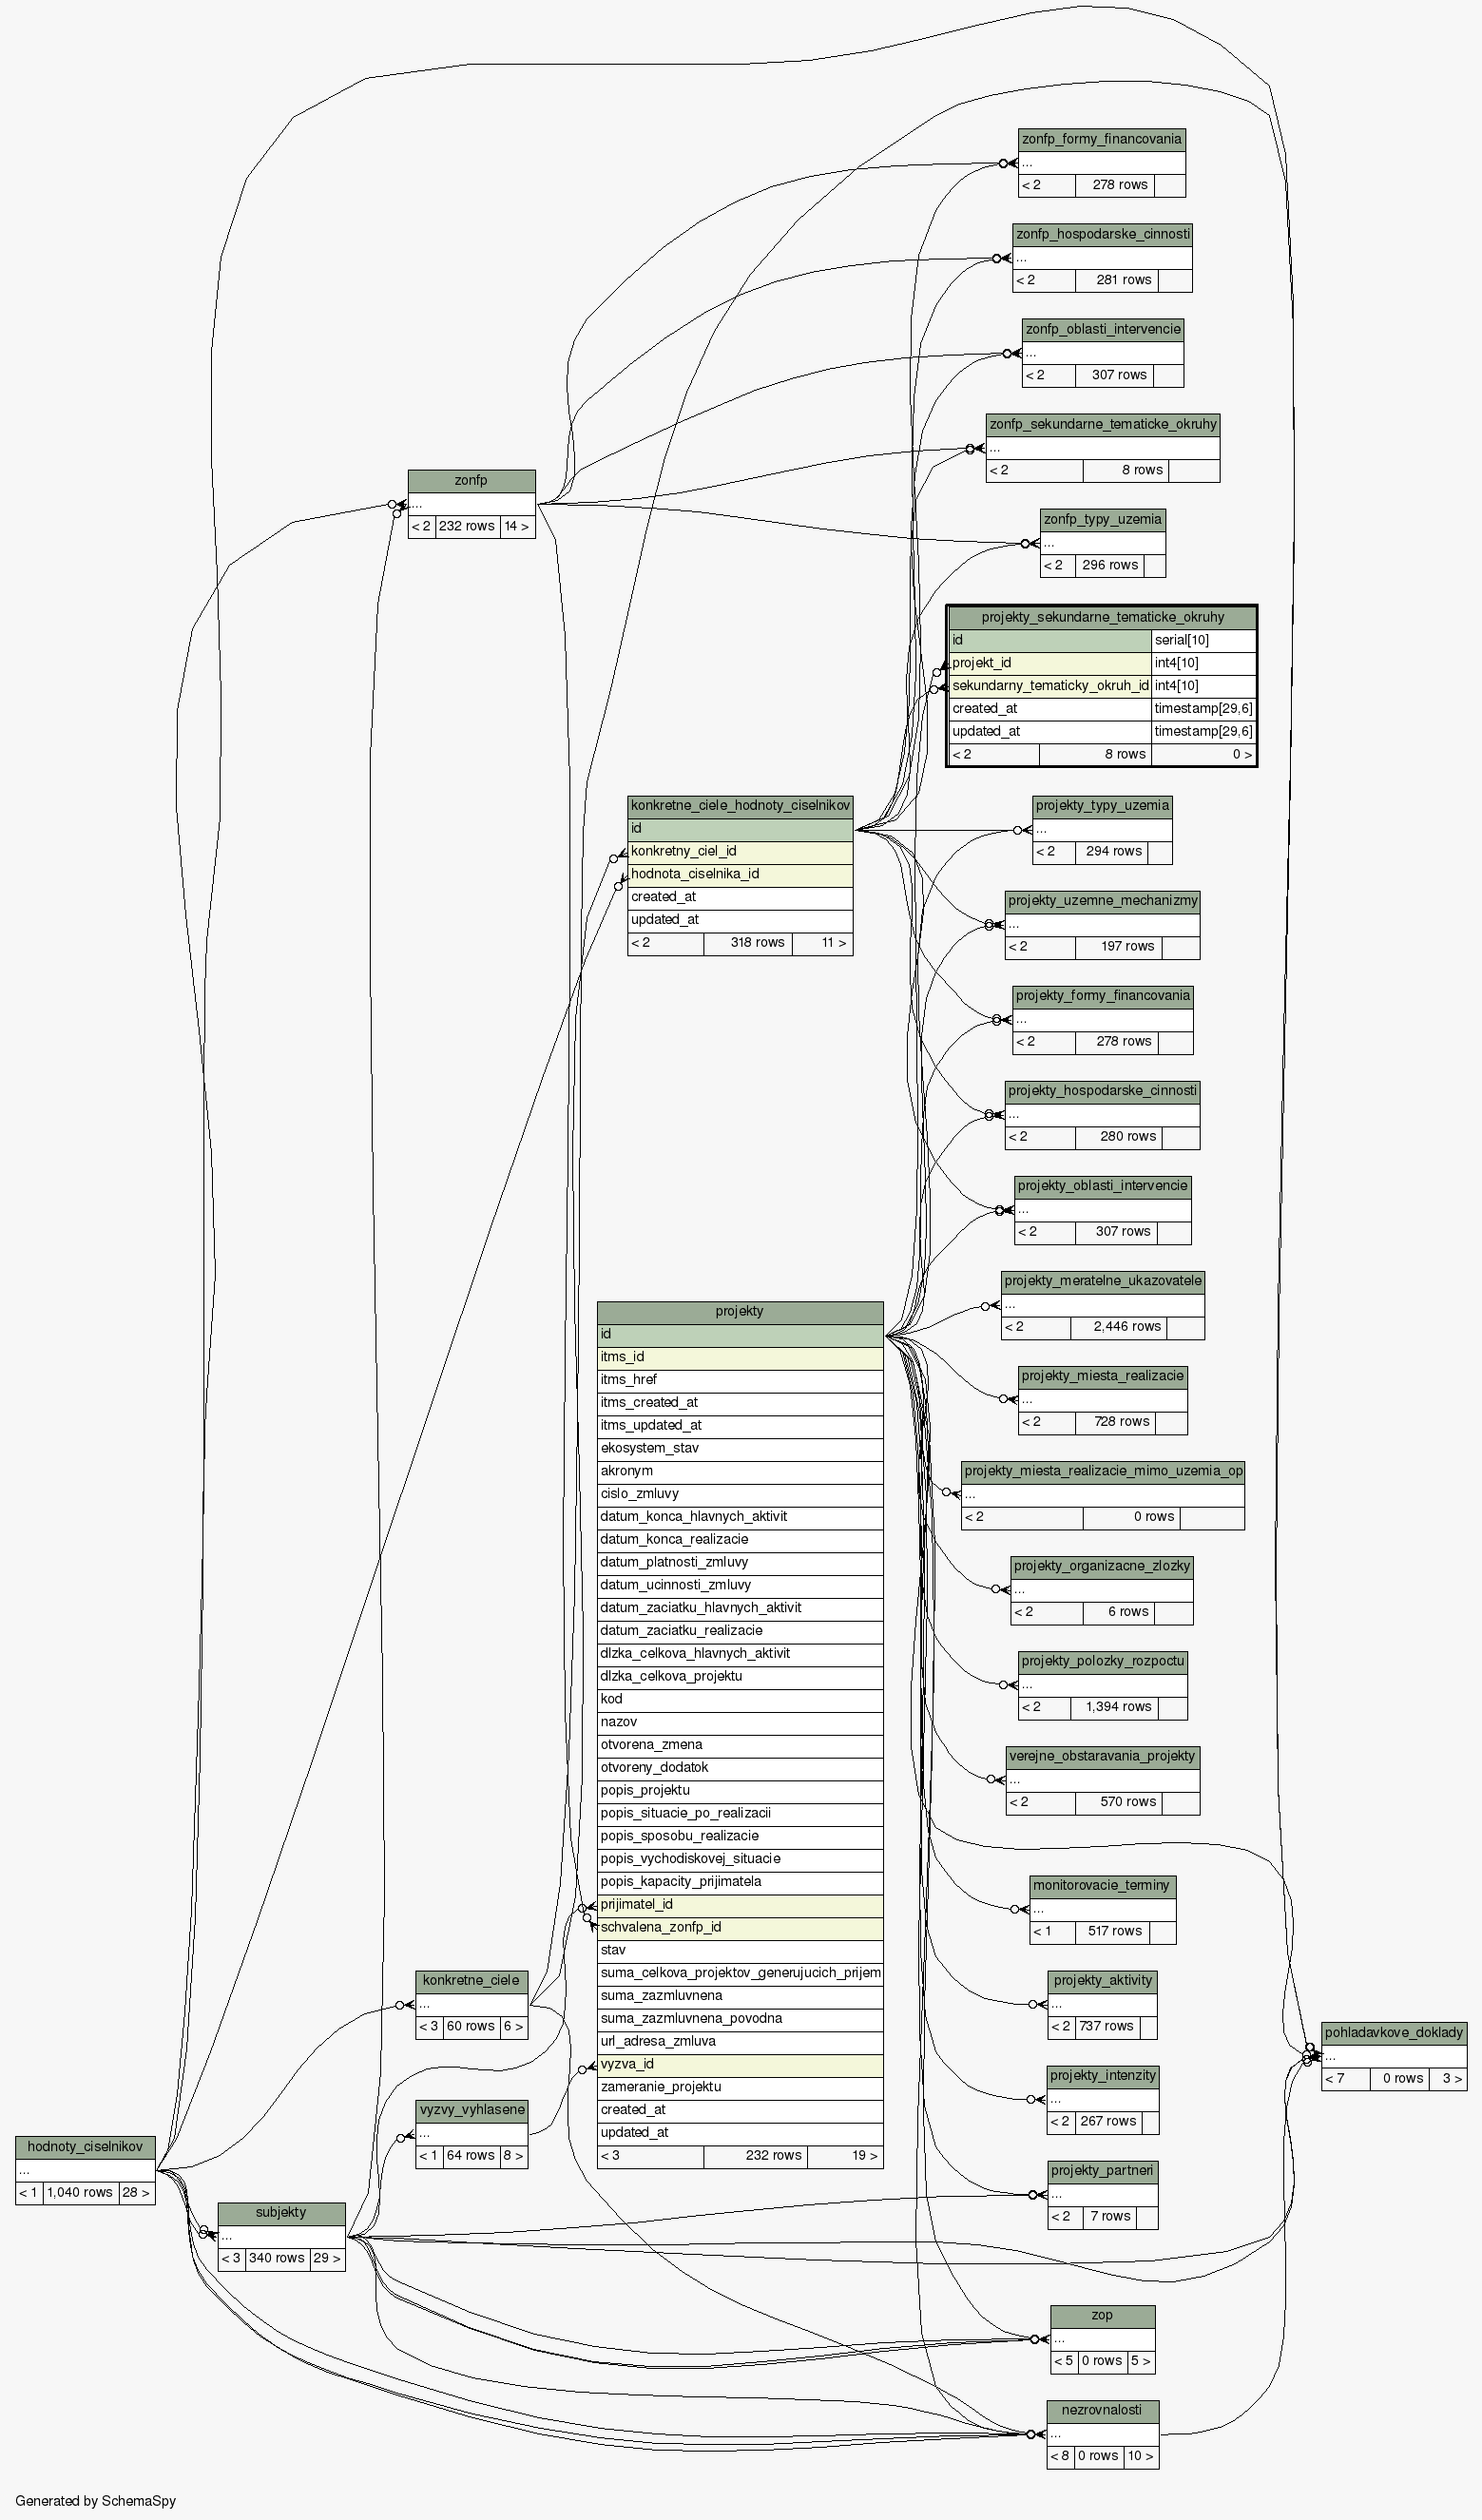 zonfp_formy_financovania
...
< 2 278 rows
zonfp_hospodarske_cinnosti
...
< 2 281 rows
zonfp_oblasti_intervencie
...
< 2 307 rows
zonfp_sekundarne_tematicke_okruhy
...
< 2 8 rows
zonfp
...
< 2 232 rows 14 >
zonfp_typy_uzemia
...
< 2 296 rows
projekty_sekundarne_tematicke_okruhy
id serial[10]
projekt_id int4[10]
sekundarny_tematicky_okruh_id int4[10]
created_at timestamp[29,6]
updated_at timestamp[29,6]
< 2 8 rows 0 >
konkretne_ciele_hodnoty_ciselnikov
id
konkretny_ciel_id
hodnota_ciselnika_id
created_at
updated_at
< 2 318 rows 11 >
projekty_typy_uzemia
...
< 2 294 rows
projekty_uzemne_mechanizmy
...
< 2 197 rows
projekty_formy_financovania
...
< 2 278 rows
projekty_hospodarske_cinnosti
...
< 2 280 rows
projekty_oblasti_intervencie
...
< 2 307 rows
projekty_meratelne_ukazovatele
...
< 2 2,446 rows
projekty_miesta_realizacie
...
< 2 728 rows
projekty_miesta_realizacie_mimo_uzemia_op
...
< 2 0 rows
projekty_organizacne_zlozky
...
< 2 6 rows
projekty_polozky_rozpoctu
...
< 2 1,394 rows
verejne_obstaravania_projekty
...
< 2 570 rows
projekty
id
itms_id
itms_href
itms_created_at
itms_updated_at
ekosystem_stav
akronym
cislo_zmluvy
datum_konca_hlavnych_aktivit
datum_konca_realizacie
datum_platnosti_zmluvy
datum_ucinnosti_zmluvy
datum_zaciatku_hlavnych_aktivit
datum_zaciatku_realizacie
dlzka_celkova_hlavnych_aktivit
dlzka_celkova_projektu
kod
nazov
otvorena_zmena
otvoreny_dodatok
popis_projektu
popis_situacie_po_realizacii
popis_sposobu_realizacie
popis_vychodiskovej_situacie
popis_kapacity_prijimatela
prijimatel_id
schvalena_zonfp_id
stav
suma_celkova_projektov_generujucich_prijem
suma_zazmluvnena
suma_zazmluvnena_povodna
url_adresa_zmluva
vyzva_id
zameranie_projektu
created_at
updated_at
< 3 232 rows 19 >
monitorovacie_terminy
...
< 1 517 rows
konkretne_ciele
...
< 3 60 rows 6 >
projekty_aktivity
...
< 2 737 rows
pohladavkove_doklady
...
< 7 0 rows 3 >
projekty_intenzity
...
< 2 267 rows
vyzvy_vyhlasene
...
< 1 64 rows 8 >
hodnoty_ciselnikov
...
< 1 1,040 rows 28 >
projekty_partneri
...
< 2 7 rows
subjekty
...
< 3 340 rows 29 >
zop
...
< 5 0 rows 5 >
nezrovnalosti
...
< 8 0 rows 10 >
Generated by SchemaSpy